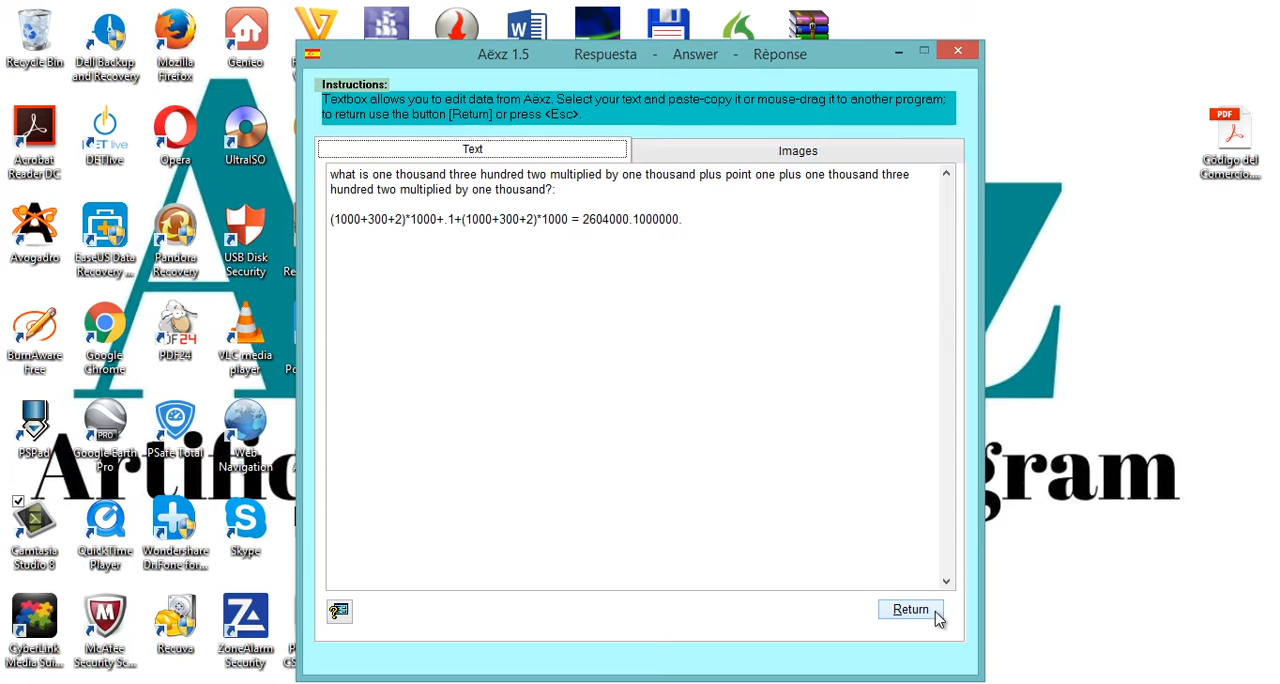 Recycle Bin
Dell Backup
and Recovery
Mozilla
Firefox
Genieo
Aëxz 1.5 Respuesta - Answer - Rèponse
Instructions:
Textbox allows you to edit data from Aëxz. Select your text and paste-copy it or mouse-drag it to another program;
to return use the button [Return] or press <Esc>.
Text
Images
what is one thousand three hundred two multiplied by one thousand plus point one plus one thousand three
hundred two multiplied by one thousand?:
(1000+300+2)*1000+.1+(1000+300+2)*1000 = 2604000.1000000.
Return
Acrobat
Reader DC
DETlive
Opera
UltraISO
Avogadro
EaseUS Data
Recovery ...
Pandora
Recovery
USB Disk
Security
BurnAware
Free
Google
Chrome
PDF24
VLC media
player
PSPad
Google Earth
Pro
PSafe Total
Web
Navigation
Camtasia
Studio 8
QuickTime
Player
Wondershare
Dr.Fone for...
Skype
CyberLink
Media Sui...
McAfee
Security Sc...
Recuva
ZoneAlarm
Security
PDF
Código del
Comercio....
Artific
gram